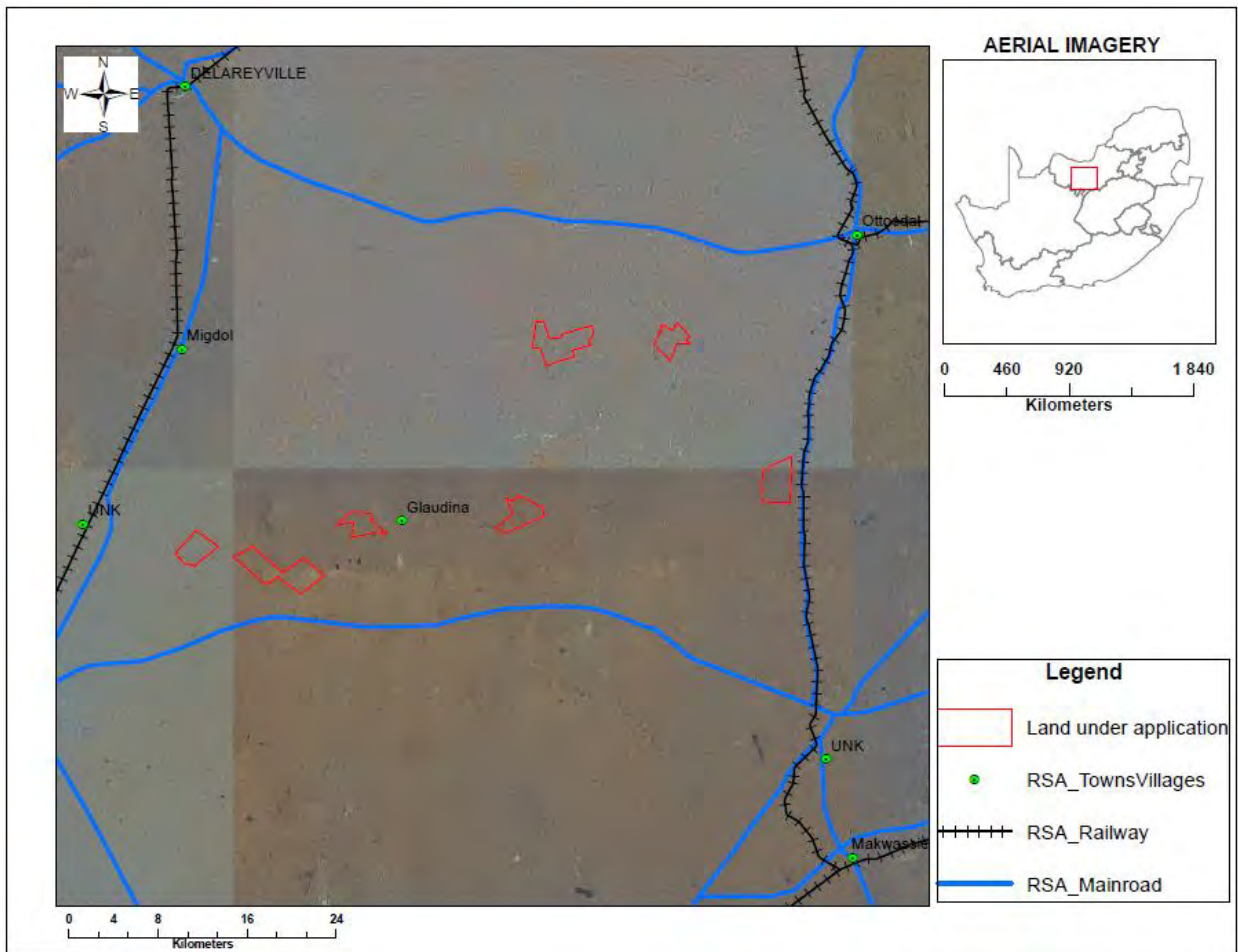 AERIAL IMAGERY
N
W E
S
DELAREYVILLE
Ottosdal
Migdol
0 460 920 1 840
Kilometers
UNK
Glaudina
Legend
Land under application
UNK
RSA_TownsVillages
RSA_Railway
Makwassie
RSA_Mainroad
0 4 8 16 24
Kilometers